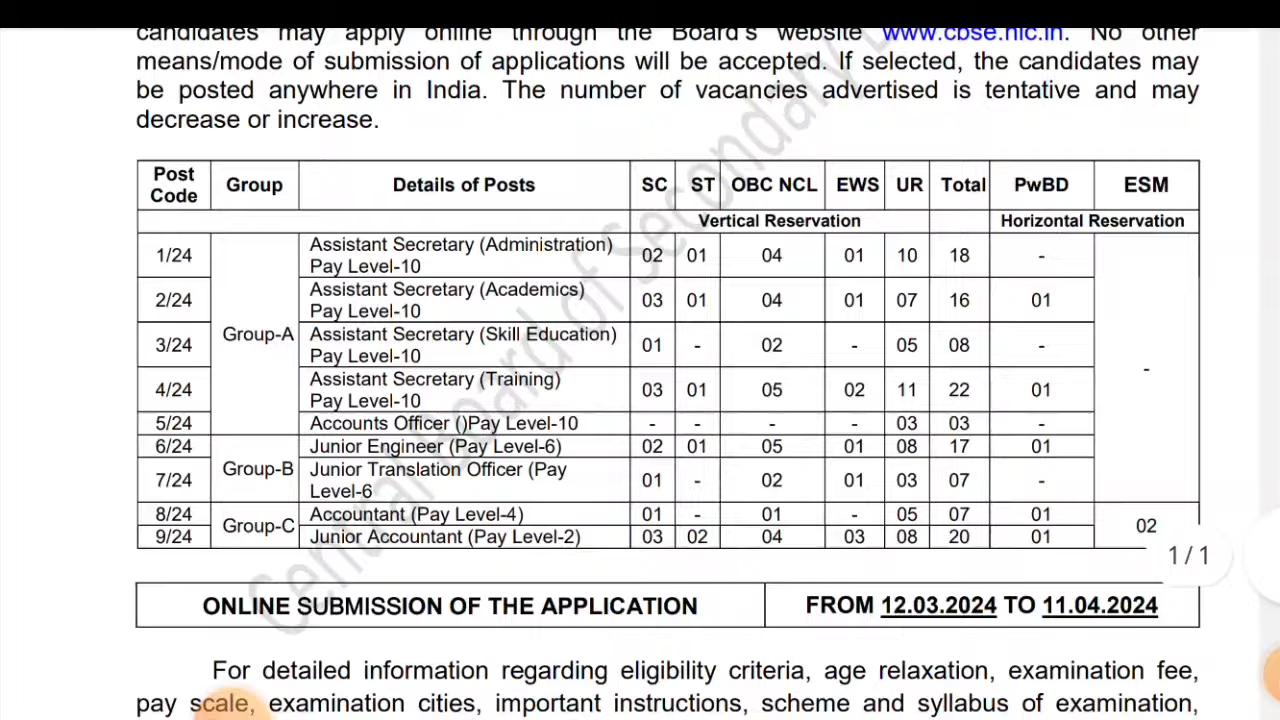 candidates may apply online through the Board's website www.cbse.nic.in. No other
means/mode of submission of applications will be accepted. If selected, the candidates may
be posted anywhere in India. The number of vacancies advertised is tentative and may
decrease or increase.
Post Code Group Details of Posts SC ST OBC NCL EWS UR Total PwBD ESM
Vertical Reservation Horizontal Reservation
1/24 Assistant Secretary (Administration) Pay Level-10 02 01 04 01 10 18 -
2/24 Assistant Secretary (Academics) Pay Level-10 03 01 04 01 07 16 01
Group-A
3/24 Assistant Secretary (Skill Education) Pay Level-10 01 - 02 - 05 08 -
-
4/24 Assistant Secretary (Training) Pay Level-10 03 01 05 02 11 22 01
5/24 Accounts Officer ()Pay Level-10 - - - - 03 03 -
6/24 Junior Engineer (Pay Level-6) 02 01 05 01 08 17 01
Group-B
7/24 Junior Translation Officer (Pay Level-6 01 - 02 01 03 07 -
8/24 Accountant (Pay Level-4) 01 - 01 - 05 07 01
Group-C
02
9/24 Junior Accountant (Pay Level-2) 03 02 04 03 08 20 01
1/1
ONLINE SUBMISSION OF THE APPLICATION FROM 12.03.2024 TO 11.04.2024
For detailed information regarding eligibility criteria, age relaxation, examination fee,
pay scale, examination cities, important instructions, scheme and syllabus of examination,
Central Board of Secondary